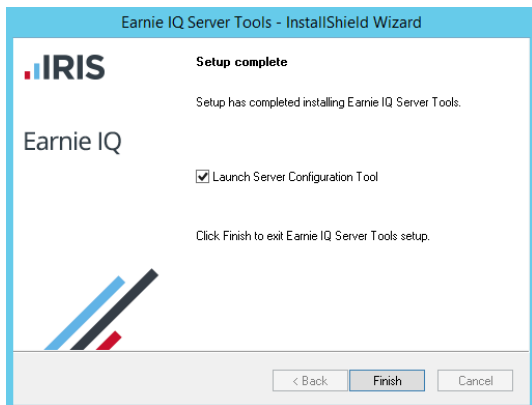 Earnie IQ Server Tools - InstallShield Wizard
IRIS
Earnie IQ
Setup complete
Setup has completed installing Earnie IQ Server Tools.
Launch Server Configuration Tool
Click Finish to exit Earnie IQ Server Tools setup.
< Back
Finish
Cancel